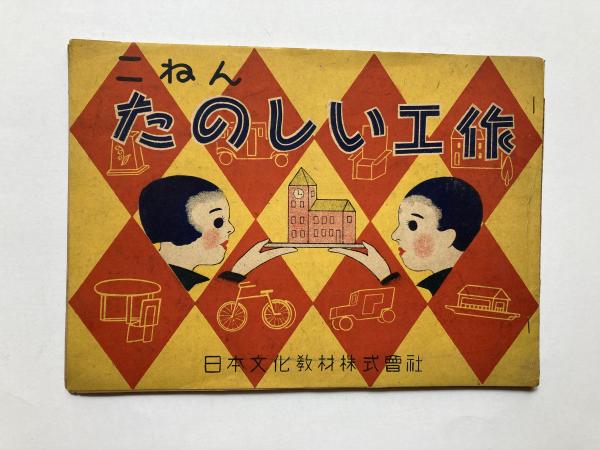 二ねん
たのしい工作
日本文化教材株式會社